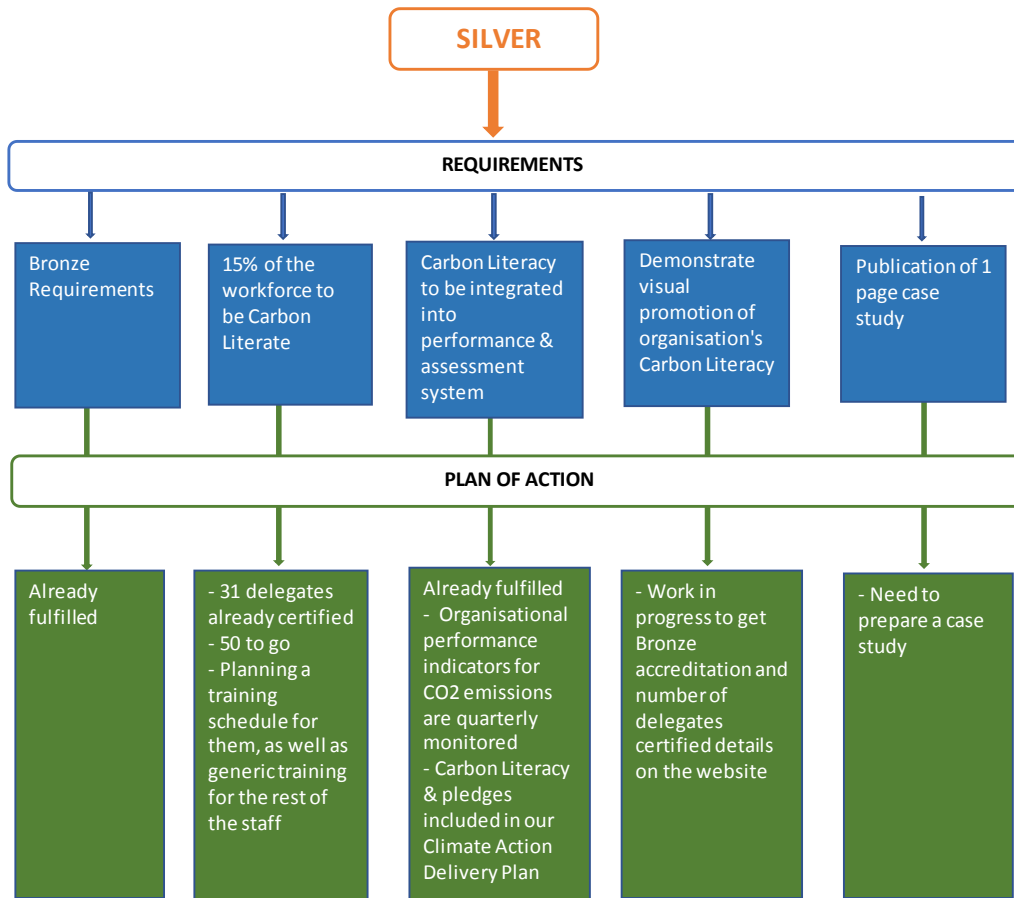 SILVER
REQUIREMENTS
Bronze
Requirements
15% of the
workforce to
be Carbon
Literate
Carbon Literacy
to be integrated
into
performance &
assessment
system
Demonstrate
visual
promotion of
organisation's
Carbon Literacy
Publication of 1
page case
study
PLAN OF ACTION
Already
fulfilled
- 31 delegates
already certified
- 50 to go
- Planning a
training
schedule for
them, as well as
generic training
for the rest of
the staff
Already fulfilled
- Organisational
performance
indicators for
CO2 emissions
are quarterly
monitored
- Carbon Literacy
& pledges
included in our
Climate Action
Delivery Plan
- Work in
progress to get
Bronze
accreditation and
number of
delegates
certified details
on the website
- Need to
prepare a case
study